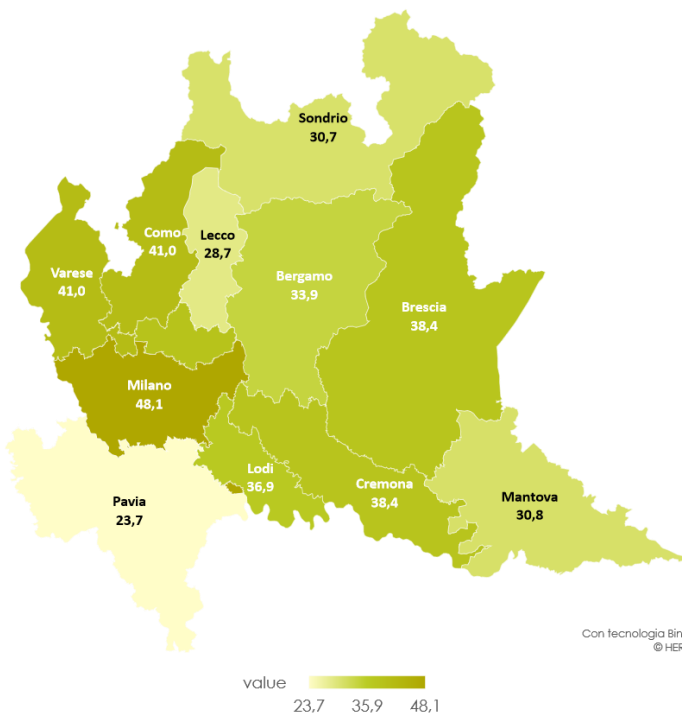 Sondrio
30,7
Como
41,0
Lecco
28,7
Varese
41,0
Bergamo
33,9
Brescia
38,4
Milano
48,1
Lodi
36,9
Cremona
38,4
Pavia
23,7
Mantova
30,8
Con tecnologia Bin
© HER
value
23,7 35,9 48,1